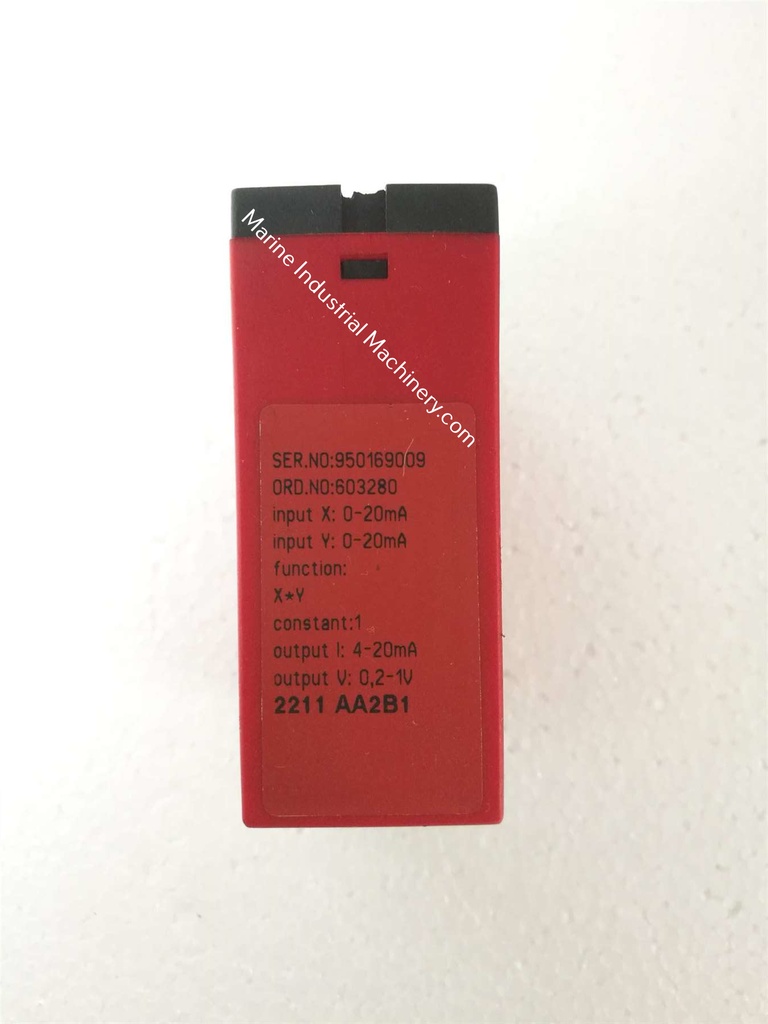 Marine Industrial Machinery.com
SER.NO:950169009
ORD.NO:603280
input X: 0-20mA
input Y: 0-20mA
function:
X*Y
constant:1
output I: 4-20mA
output V: 0,2-1V
2211 AA2B1